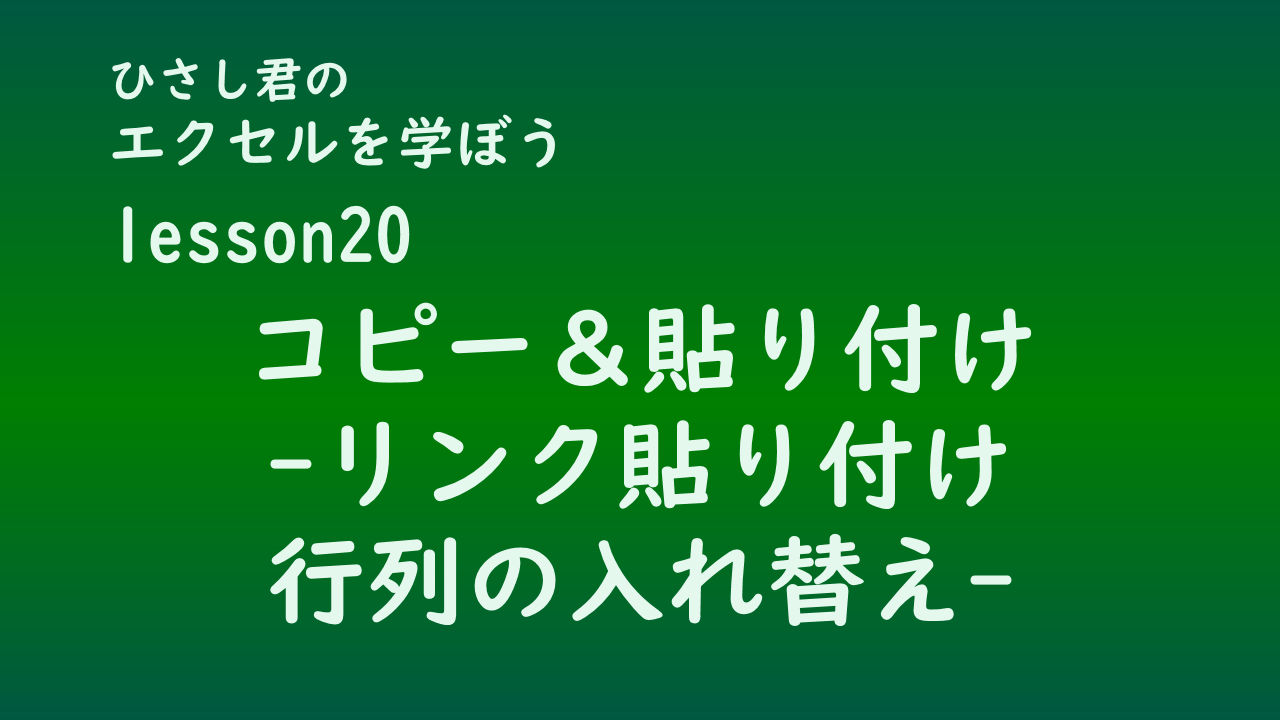 ひさし君の
エクセルを学ぼう
lesson20
コピー＆貼り付け
-リンク貼り付け
行列の入れ替え-